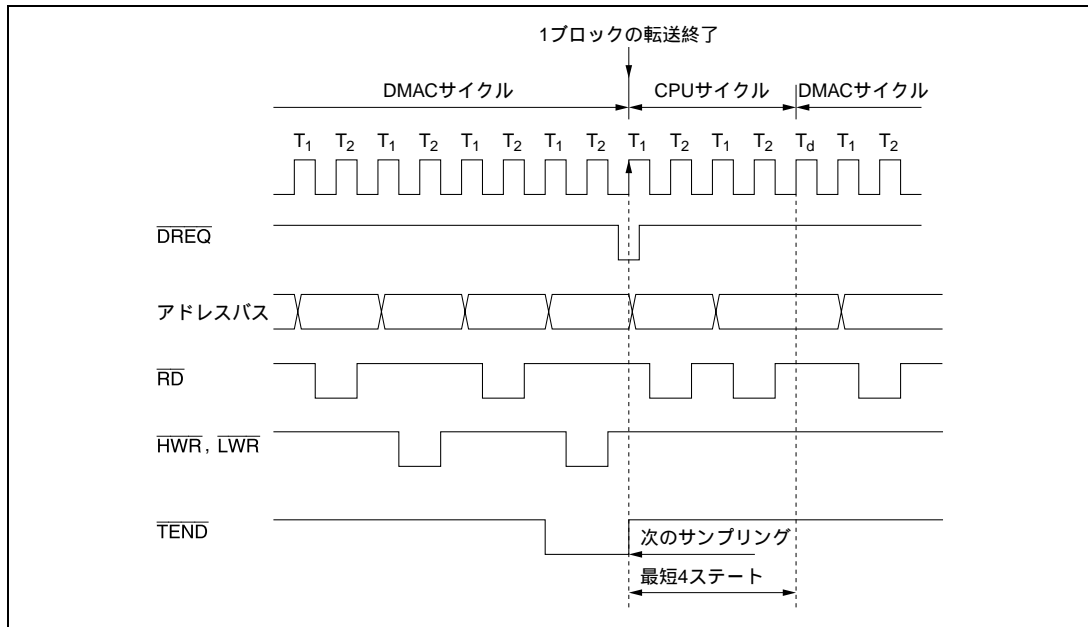 1ブロックの転送終了
DMACサイクル CPUサイクル DMACサイクル
T1 T2 T1 T2 T1 T2 T1 T2 T1 T2 T1 T2 Td T1 T2
DREQ
アドレスバス
RD
HWR, LWR
TEND
次のサンプリング
最短4ステート